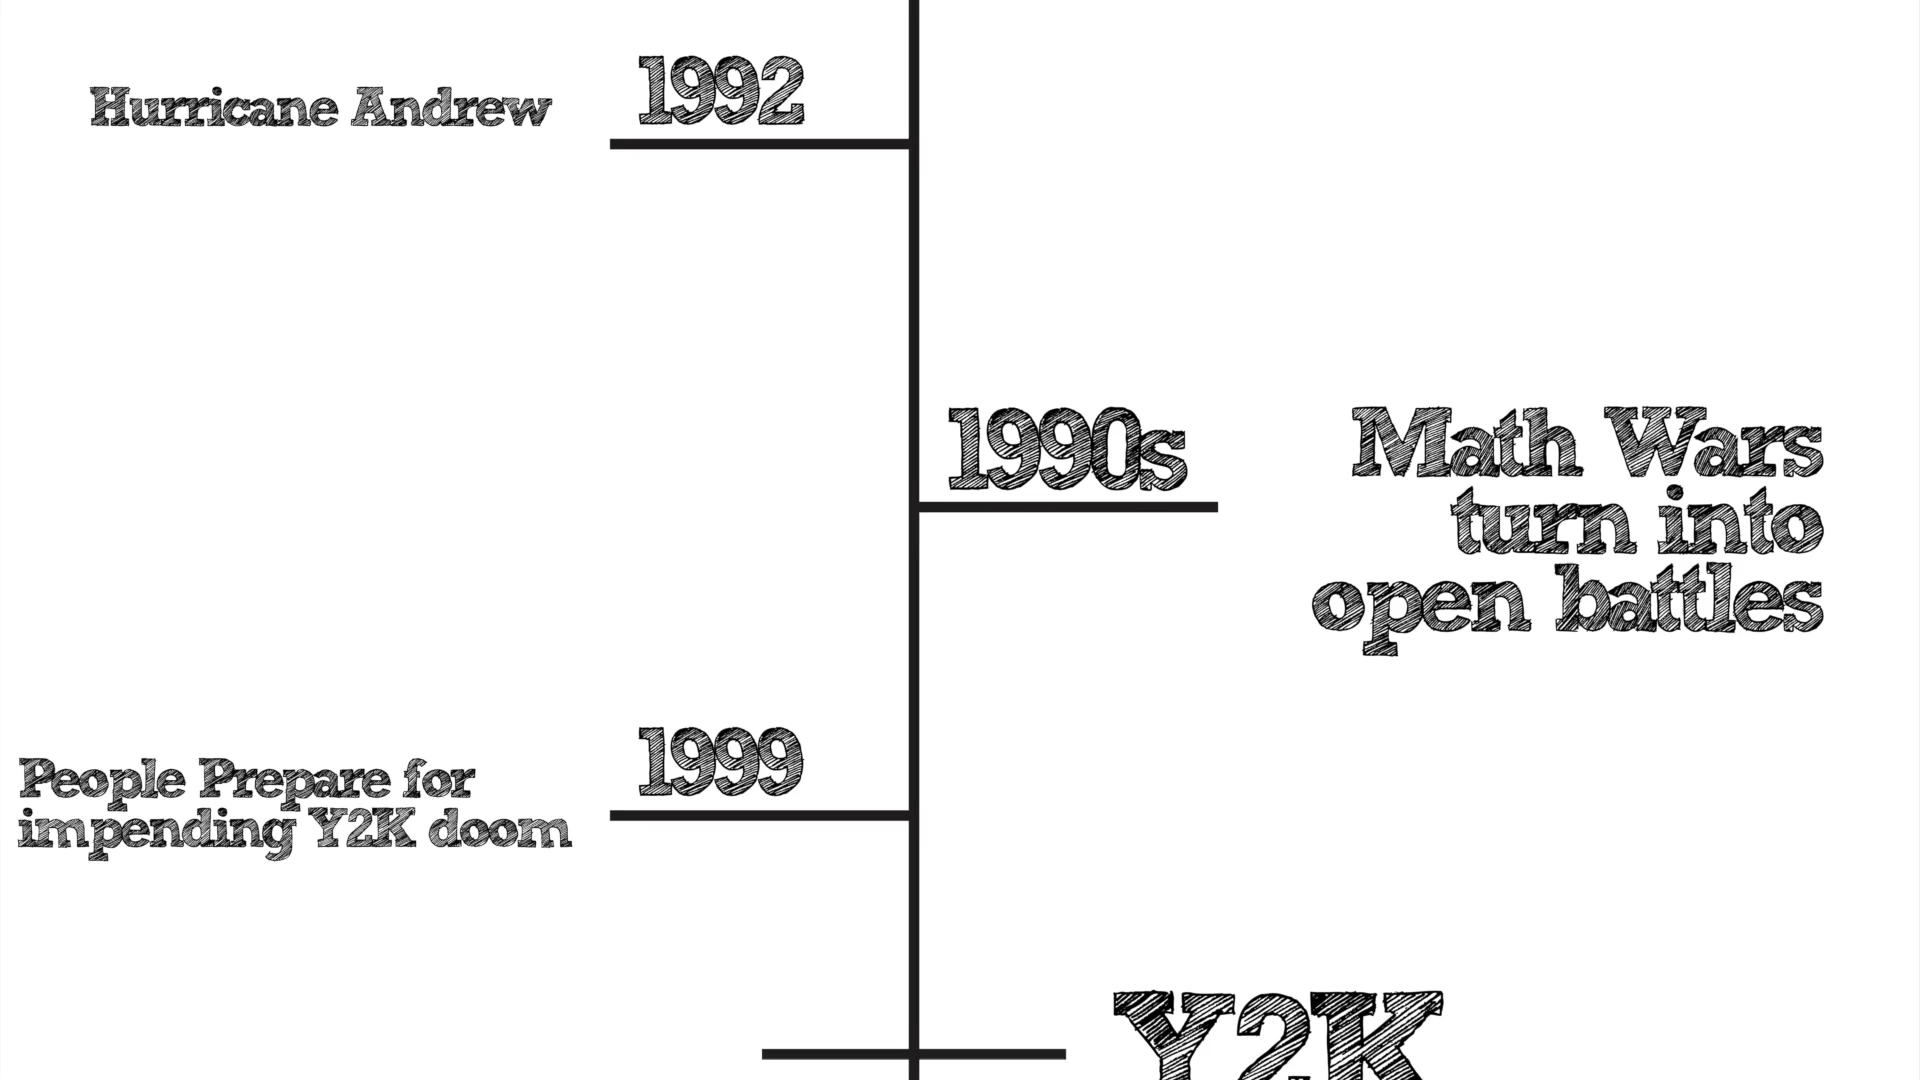 1992
Hurricane Andrew
1990s
Math Wars
turn into
open battles
1999
People Prepare for
impending Y2K doom
Y2K